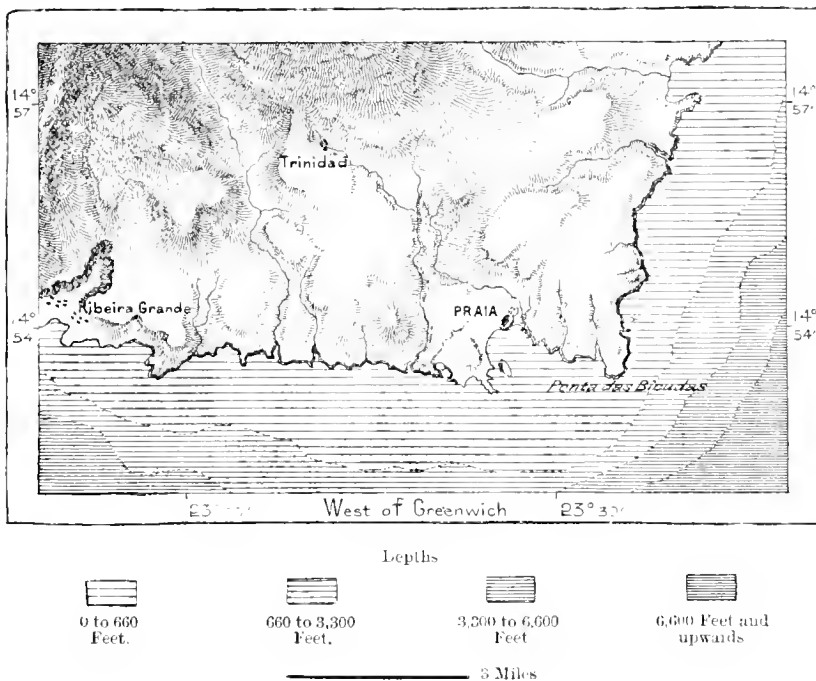 14°
57'
14°
57'
Trinidad
Ribeira Grande
PRAIA
54
14°
54'
Ponta das Bicudas
23°
West of Greenwich
23° 30'
Depths
0 to 660
Feet.
660 to 3,300
Feet.
3,300 to 6,600
Feet
6,600 Feet and
upwards
3 Miles